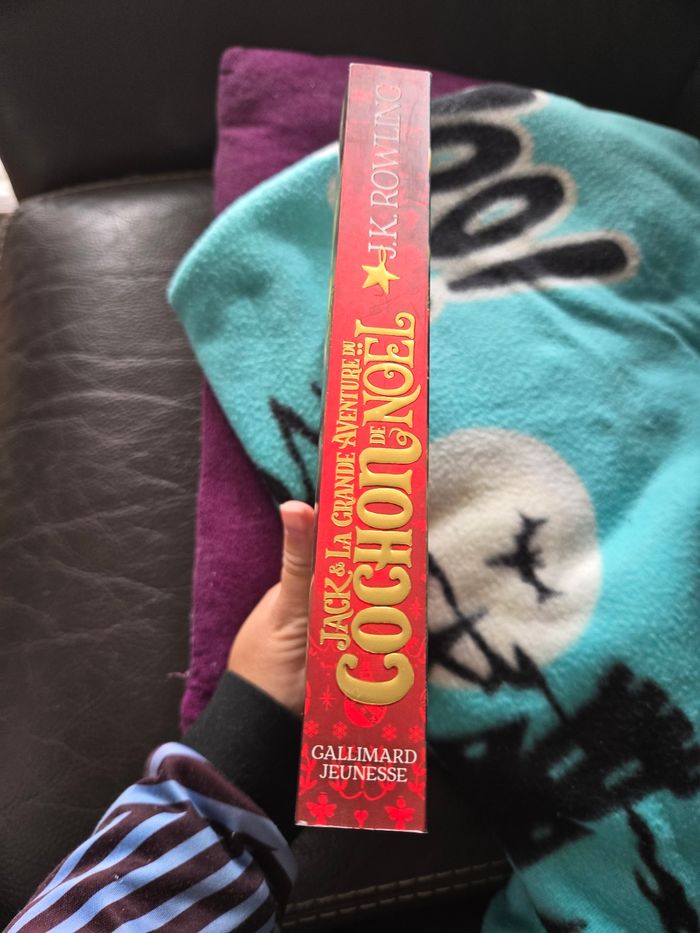 J.K. ROWLING
JACK & LA GRANDE AVENTURE DU
COCHON DE NOËL
GALLIMARD
JEUNESSE